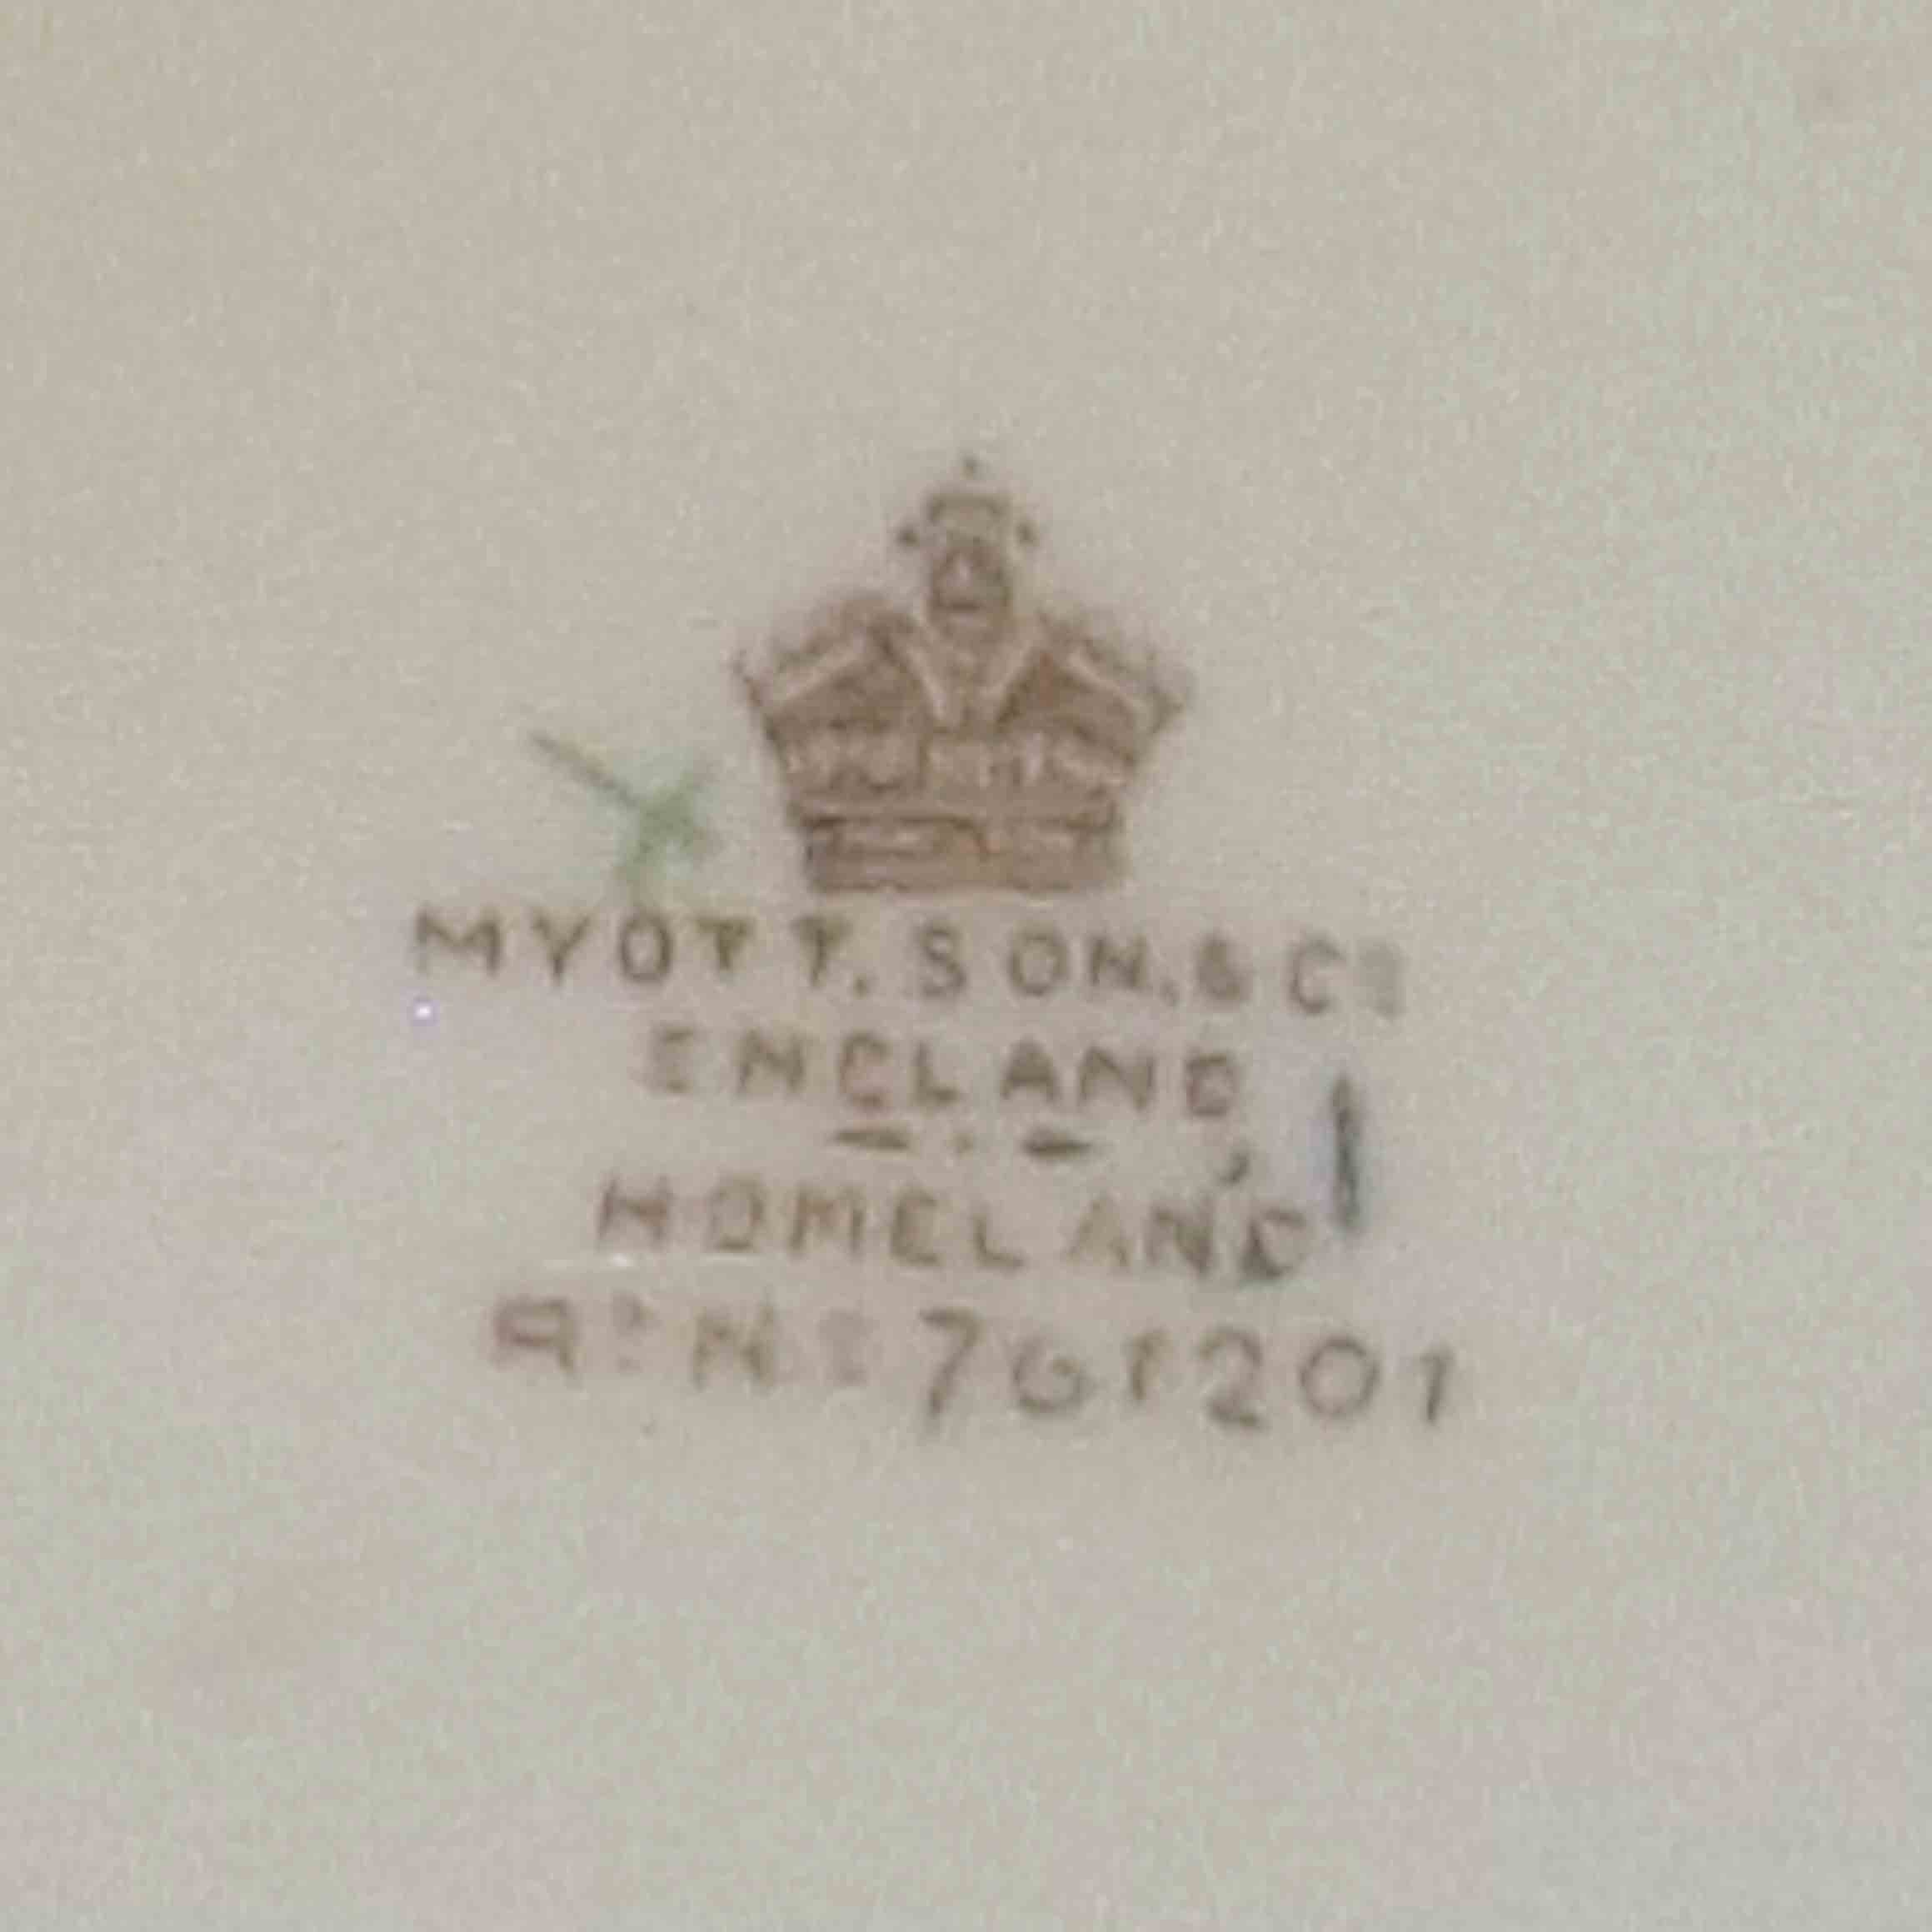 MYOTT. SON. & Cº
ENGLAND
HOMELAND
Rᵈ Nº 761201